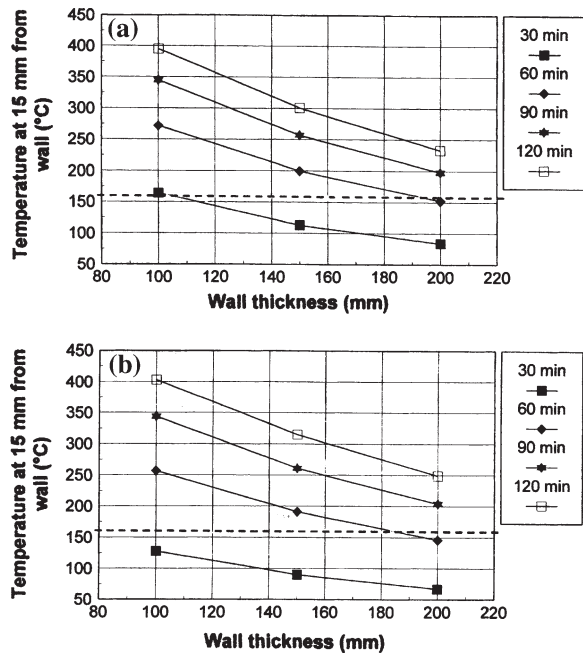 (a)
Temperature at 15 mm from
wall (°C)
450
400
350
300
250
200
150
100
50
80 100 120 140 160 180 200 220
Wall thickness (mm)
30 min
60 min
90 min
120 min
(b)
Temperature at 15 mm from
wall (°C)
450
400
350
300
250
200
150
100
50
80 100 120 140 160 180 200 220
Wall thickness (mm)
30 min
60 min
90 min
120 min